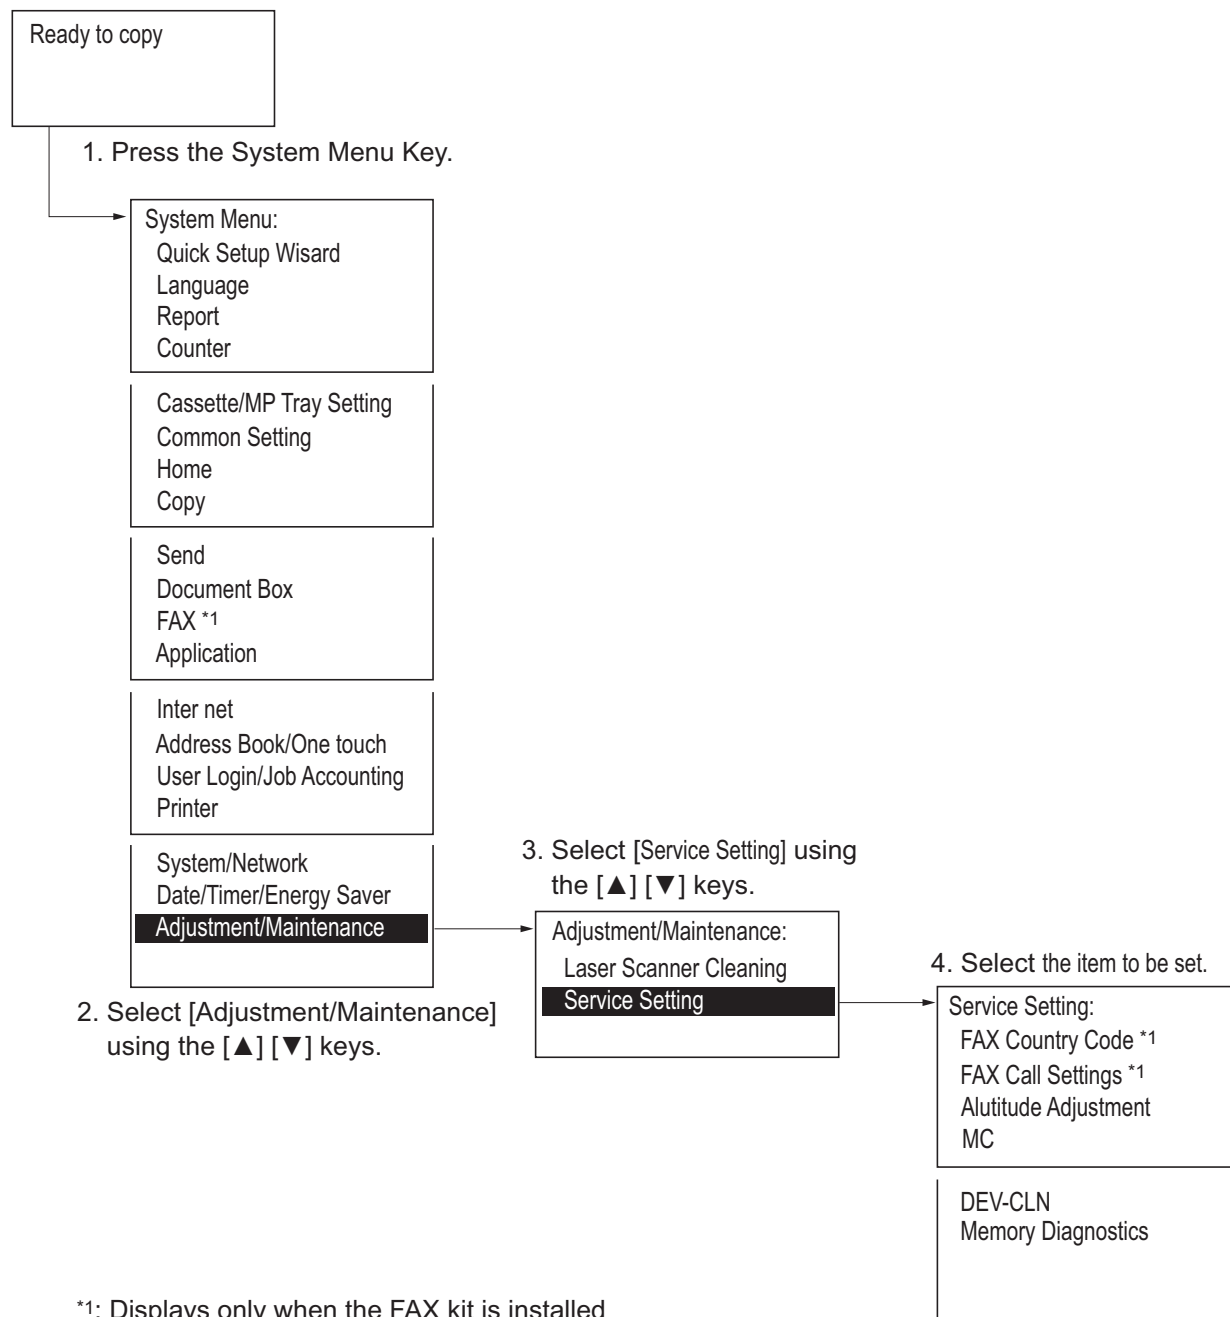 Ready to copy
1. Press the System Menu Key.
System Menu:
Quick Setup Wisard
Language
Report
Counter
Cassette/MP Tray Setting
Common Setting
Home
Copy
Send
Document Box
FAX *1
Application
Inter net
Address Book/One touch
User Login/Job Accounting
Printer
System/Network
Date/Timer/Energy Saver
Adjustment/Maintenance
2. Select [Adjustment/Maintenance]
using the [▲] [▼] keys.
3. Select [Service Setting] using
the [▲] [▼] keys.
Adjustment/Maintenance:
Laser Scanner Cleaning
Service Setting
4. Select the item to be set.
Service Setting:
FAX Country Code *1
FAX Call Settings *1
Alutitude Adjustment
MC
DEV-CLN
Memory Diagnostics
*1: Displays only when the FAX kit is installed